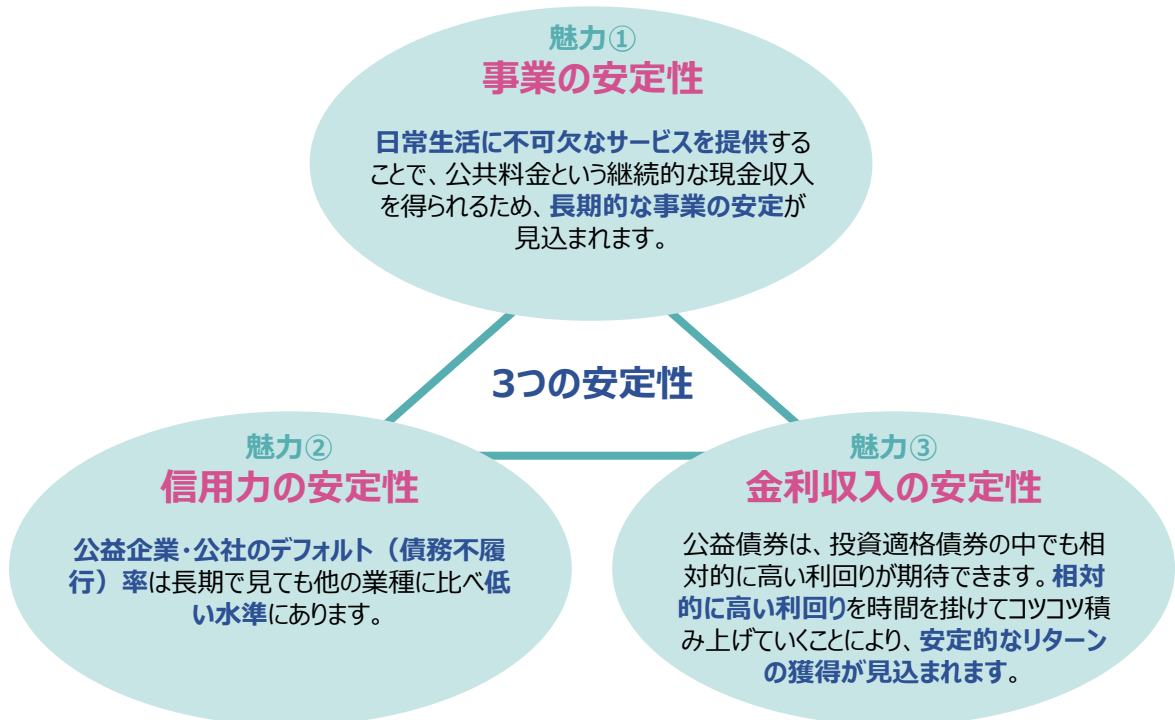 魅力①
事業の安定性
日常生活に不可欠なサービスを提供する
ことで、公共料金という継続的な現金収入
を得られるため、長期的な事業の安定が
見込まれます。
3つの安定性
魅力②
信用力の安定性
公益企業・公社のデフォルト（債務不履
行）率は長期で見ても他の業種に比べ低
い水準にあります。
魅力③
金利収入の安定性
公益債券は、投資適格債券の中でも相
対的に高い利回りが期待できます。相対
的に高い利回りを時間を掛けてコツコツ積
み上げていくことにより、安定的なリターン
の獲得が見込まれます。